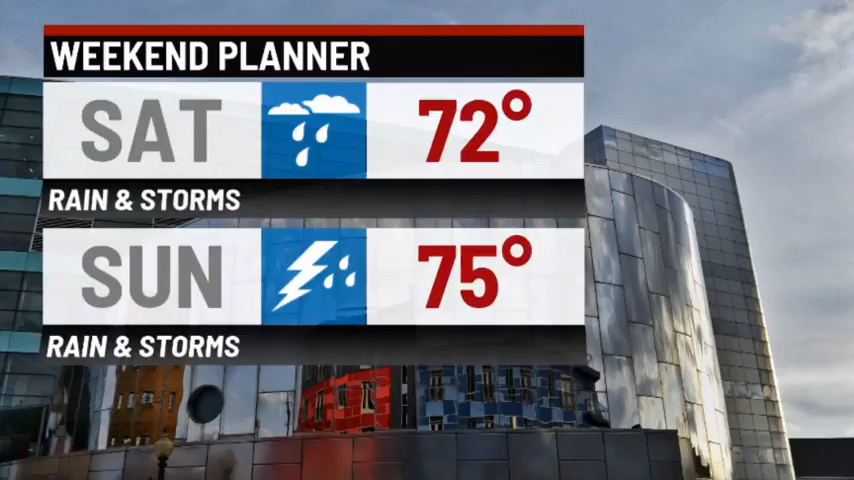 WEEKEND PLANNER
SAT 72°
RAIN & STORMS
SUN 75°
RAIN & STORMS